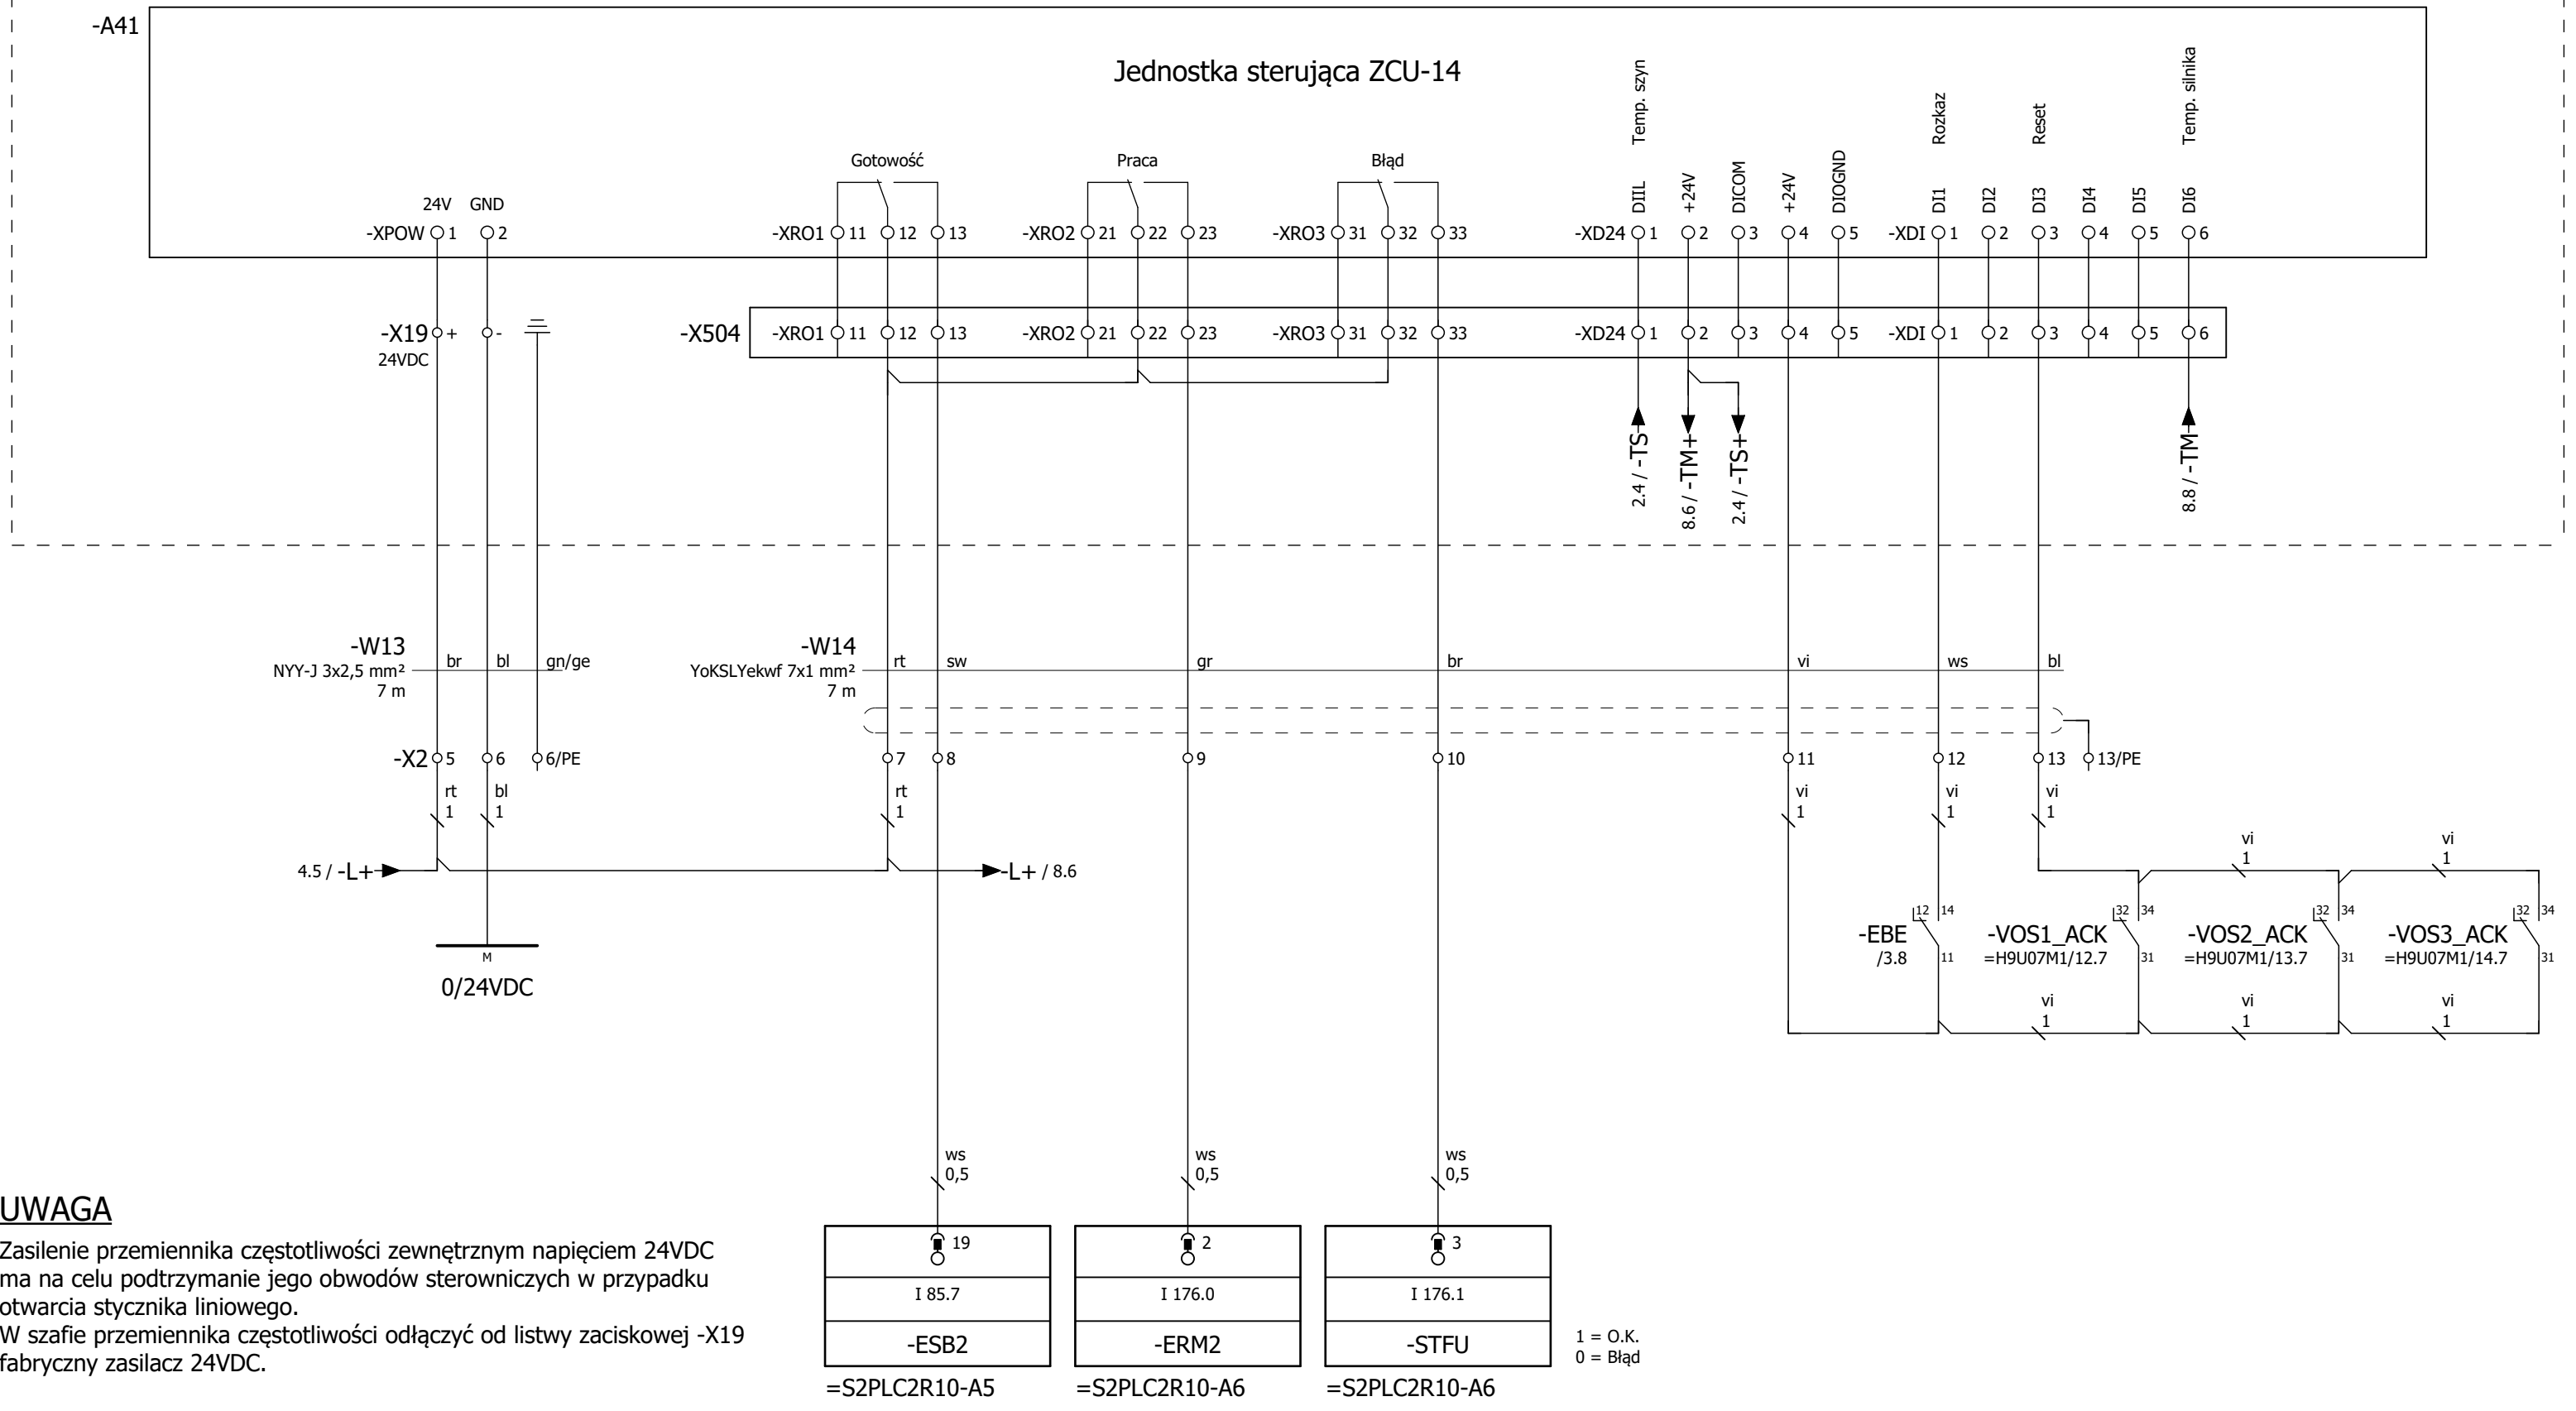 -A41
Jednostka sterująca ZCU-14
Temp. szyn
Rozkaz
Reset
Temp. silnika
Gotowość
Praca
Błąd
DIIL
+24V
DICOM
+24V
DIOGND
DI1
DI2
DI3
DI4
DI5
DI6
24V GND
-XPOW 1 2
-XRO1 11 12 13
-XRO2 21 22 23
-XRO3 31 32 33
-XD24 1 2 3 4 5
-XDI 1 2 3 4 5 6
-X19 + -
24VDC
-X504
-XRO1 11 12 13
-XRO2 21 22 23
-XRO3 31 32 33
-XD24 1 2 3 4 5
-XDI 1 2 3 4 5 6
2.4 / -TS-
8.6 / -TM+
2.4 / -TS+
8.8 / -TM-
-W13
NYY-J 3x2,5 mm²
7 m
br bl gn/ge
-W14
YoKSLYekwf 7x1 mm²
7 m
rt sw gr br vi ws bl
-X2 5 6 6/PE 7 8 9 10 11 12 13 13/PE
rt
1
bl
1
rt
1
vi
1
vi
1
vi
1
vi
1
vi
1
4.5 / -L+
-L+ / 8.6
12 14
-EBE
/3.8
11
32 34
-VOS1_ACK
=H9U07M1/12.7
31
32 34
-VOS2_ACK
=H9U07M1/13.7
31
32 34
-VOS3_ACK
=H9U07M1/14.7
31
M
0/24VDC
vi
1
vi
1
vi
1
ws
0,5
ws
0,5
ws
0,5
UWAGA
Zasilenie przemiennika częstotliwości zewnętrznym napięciem 24VDC
ma na celu podtrzymanie jego obwodów sterowniczych w przypadku
otwarcia stycznika liniowego.
W szafie przemiennika częstotliwości odłączyć od listwy zaciskowej -X19
fabryczny zasilacz 24VDC.
19
I 85.7
-ESB2
=S2PLC2R10-A5
2
I 176.0
-ERM2
=S2PLC2R10-A6
3
I 176.1
-STFU
=S2PLC2R10-A6
1 = O.K.
0 = Błąd